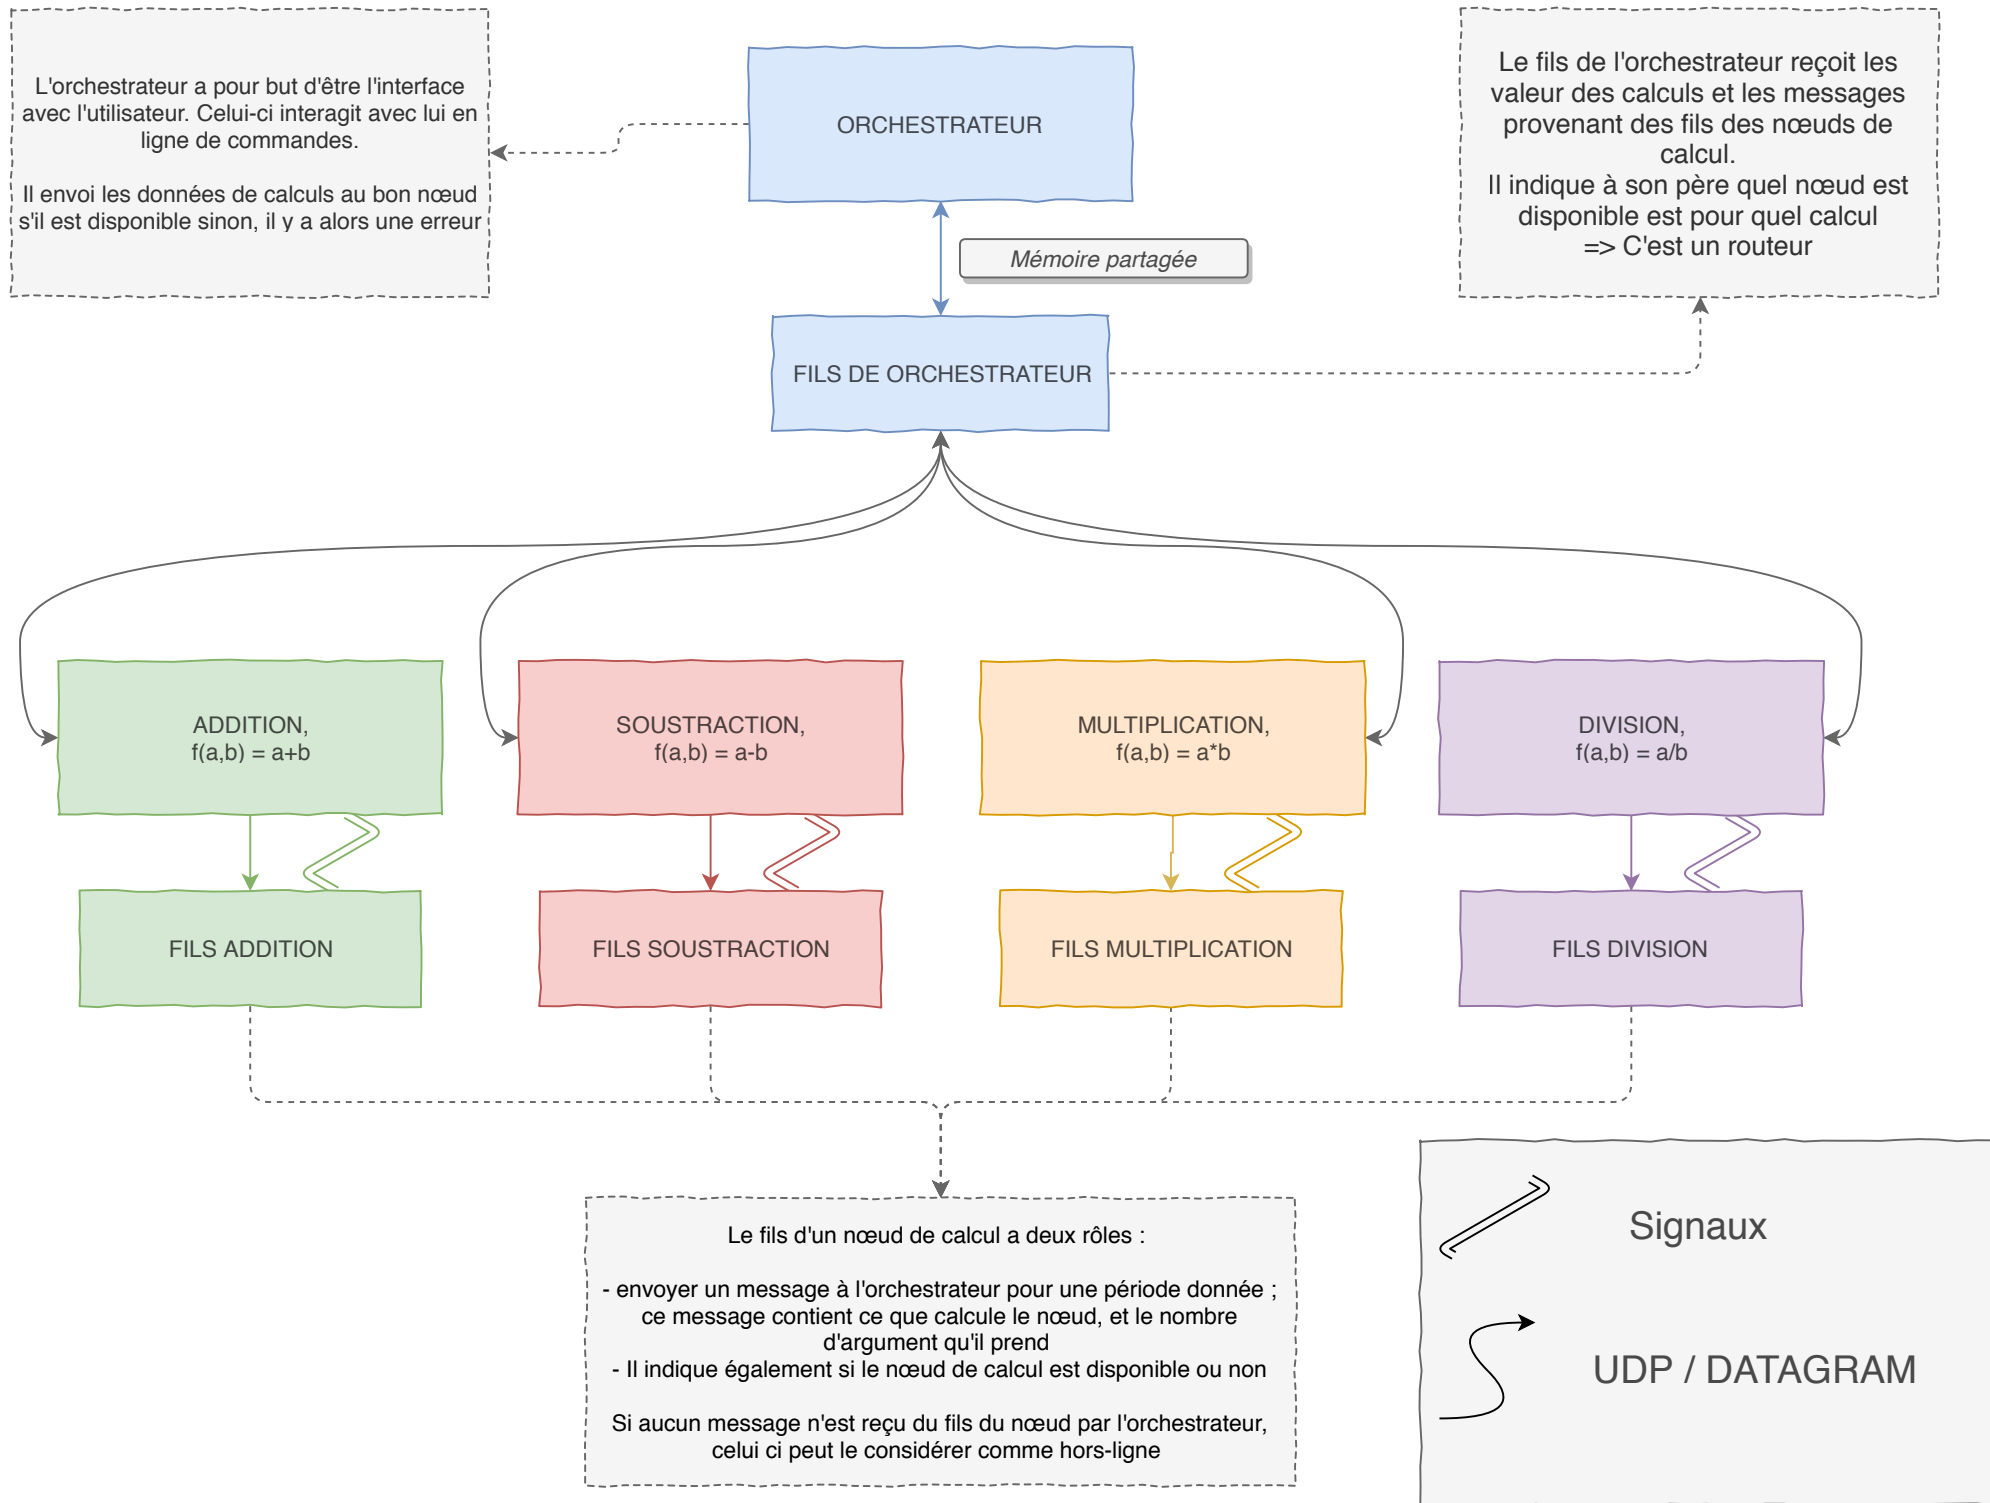 L'orchestrateur a pour but d'être l'interface
avec l'utilisateur. Celui-ci interagit avec lui en
ligne de commandes.
Il envoi les données de calculs au bon nœud
s'il est disponible sinon, il y a alors une erreur
ORCHESTRATEUR
Le fils de l'orchestrateur reçoit les
valeur des calculs et les messages
provenant des fils des nœuds de
calcul.
Il indique à son père quel nœud est
disponible est pour quel calcul
=> C'est un routeur
Mémoire partagée
FILS DE ORCHESTRATEUR
ADDITION,
f(a,b) = a+b
SOUSTRACTION,
f(a,b) = a-b
MULTIPLICATION,
f(a,b) = a*b
DIVISION,
f(a,b) = a/b
FILS ADDITION
FILS SOUSTRACTION
FILS MULTIPLICATION
FILS DIVISION
Le fils d'un nœud de calcul a deux rôles :
- envoyer un message à l'orchestrateur pour une période donnée ;
ce message contient ce que calcule le nœud, et le nombre
d'argument qu'il prend
- Il indique également si le nœud de calcul est disponible ou non
Si aucun message n'est reçu du fils du nœud par l'orchestrateur,
celui ci peut le considérer comme hors-ligne
Signaux
UDP / DATAGRAM